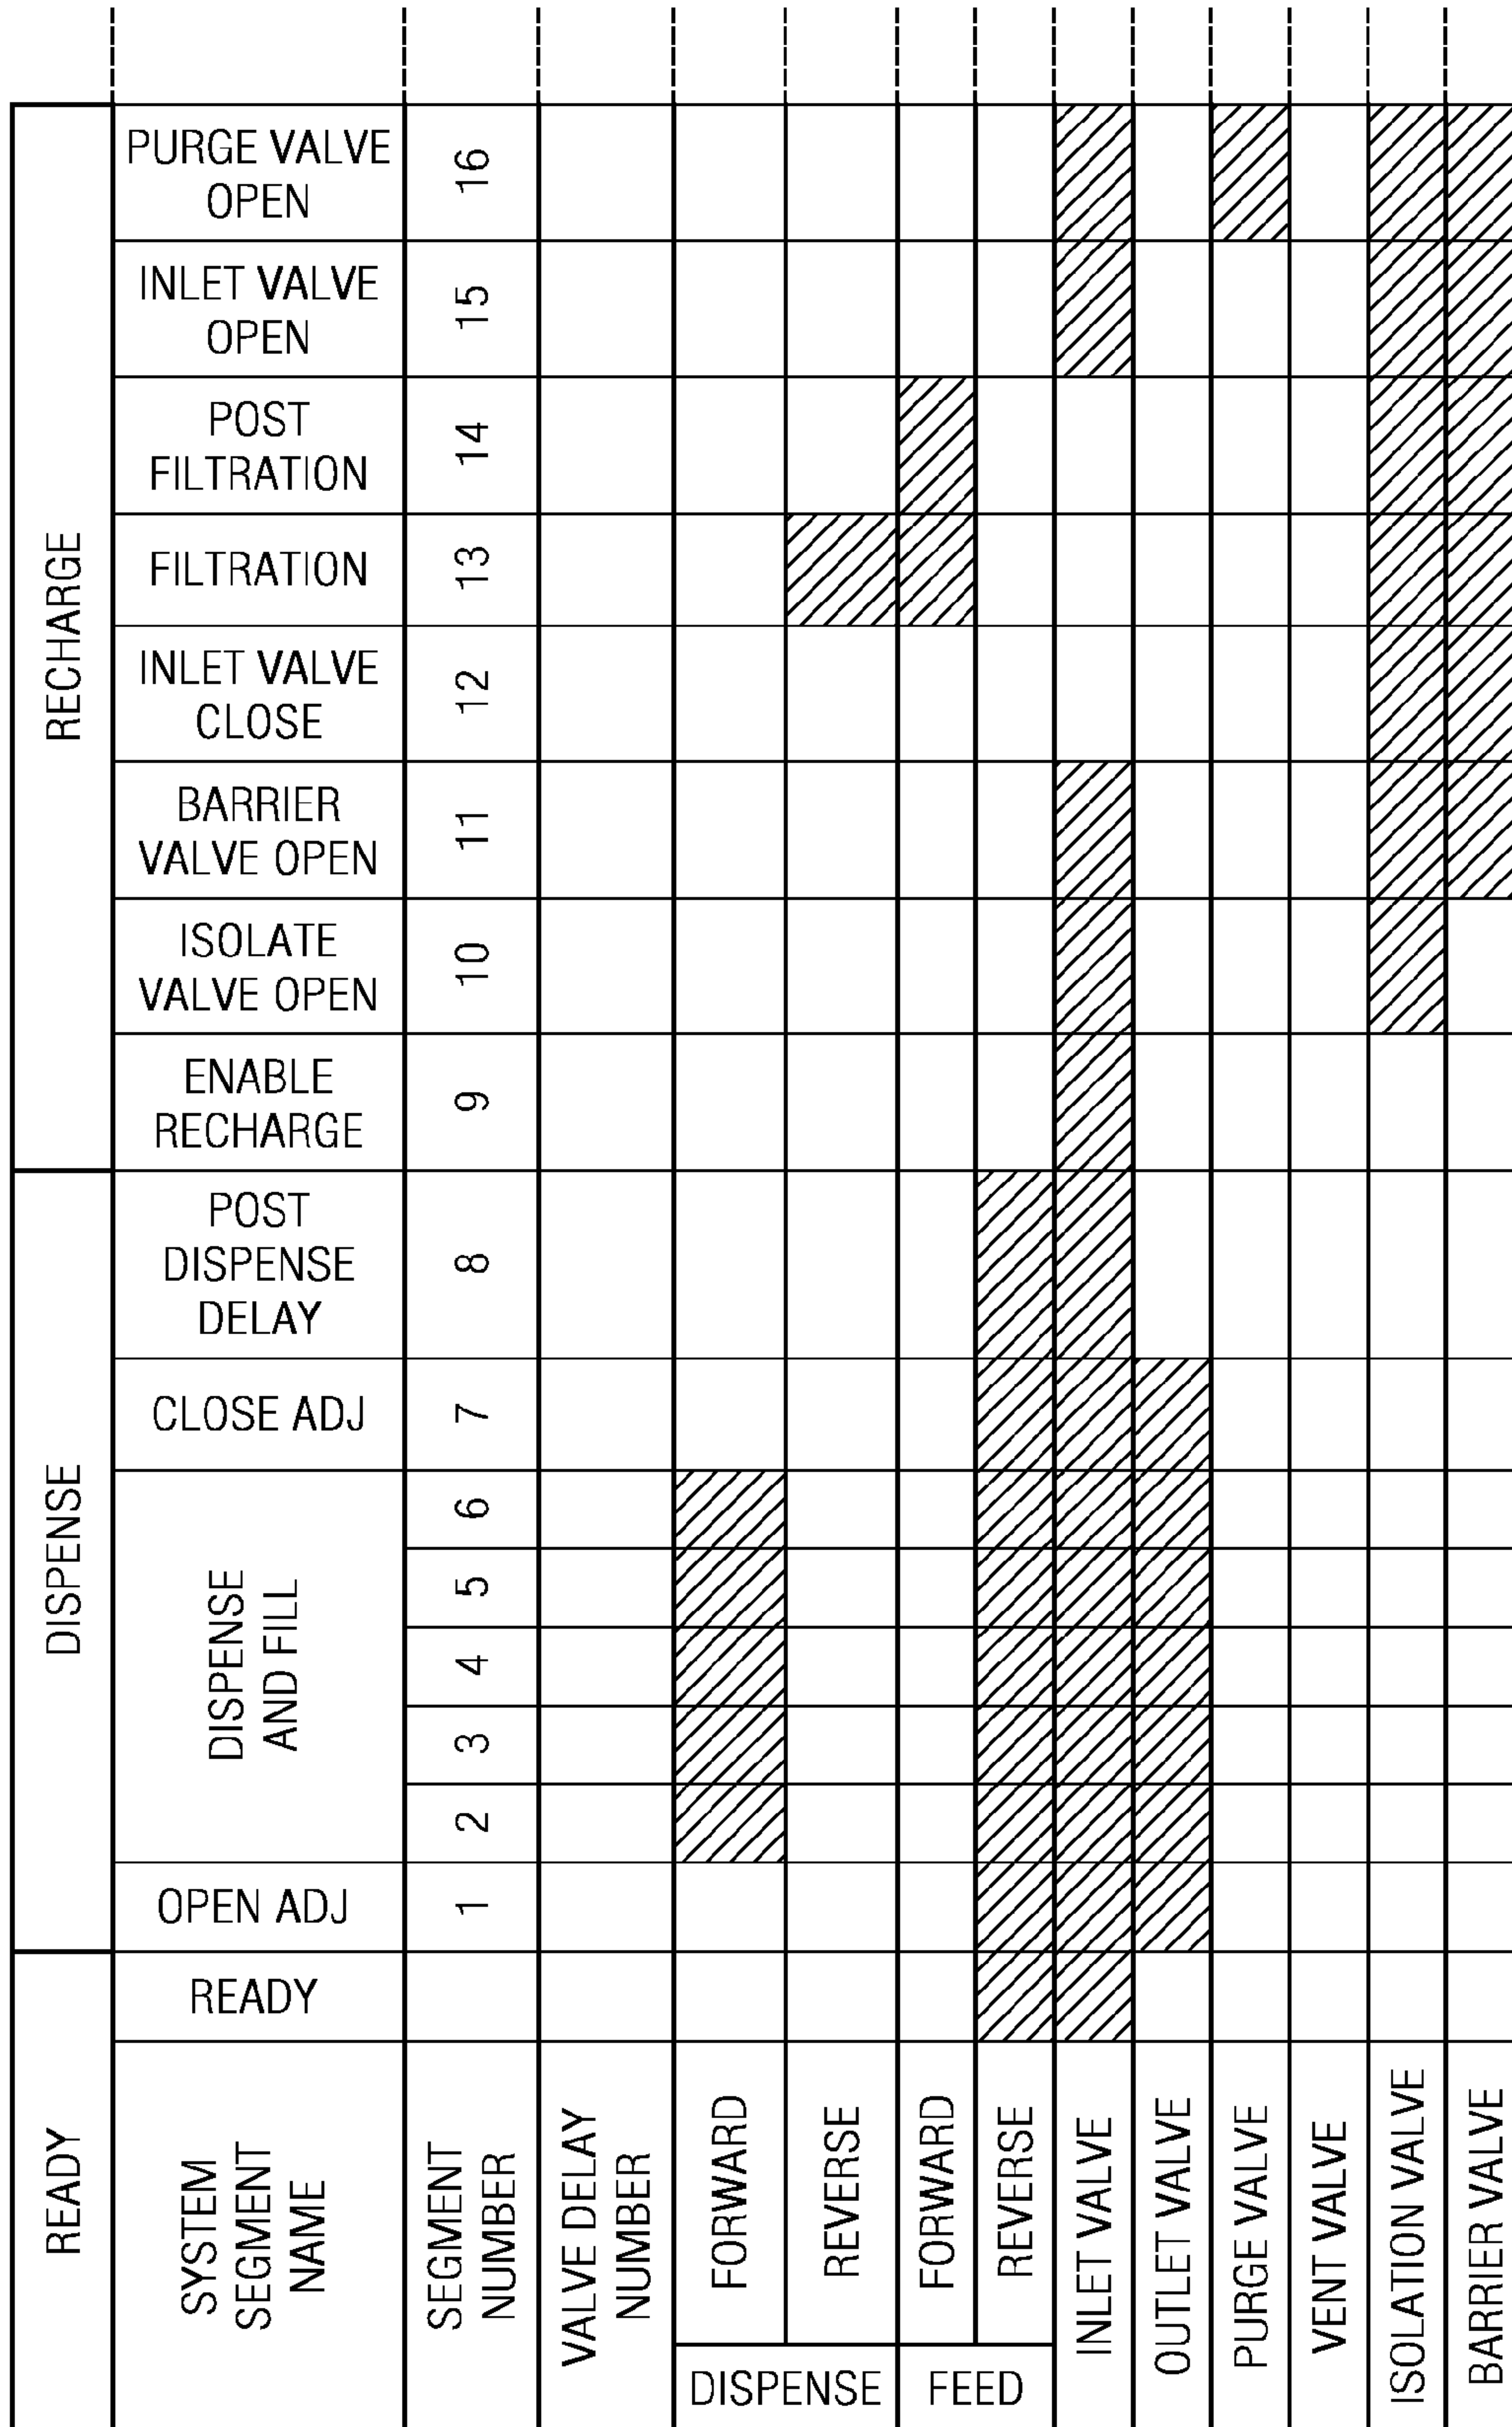 RECHARGE
DISPENSE
READY
PURGE VALVE
OPEN
INLET VALVE
OPEN
POST
FILTRATION
FILTRATION
INLET VALVE
CLOSE
BARRIER
VALVE OPEN
ISOLATE
VALVE OPEN
ENABLE
RECHARGE
POST
DISPENSE
DELAY
CLOSE ADJ
DISPENSE
AND FILL
OPEN ADJ
READY
SYSTEM
SEGMENT
NAME
16
15
14
13
12
11
10
9
8
7
6
5
4
3
2
1
SEGMENT
NUMBER
VALVE DELAY
NUMBER
FORWARD
REVERSE
DISPENSE
FORWARD
REVERSE
FEED
INLET VALVE
OUTLET VALVE
PURGE VALVE
VENT VALVE
ISOLATION VALVE
BARRIER VALVE